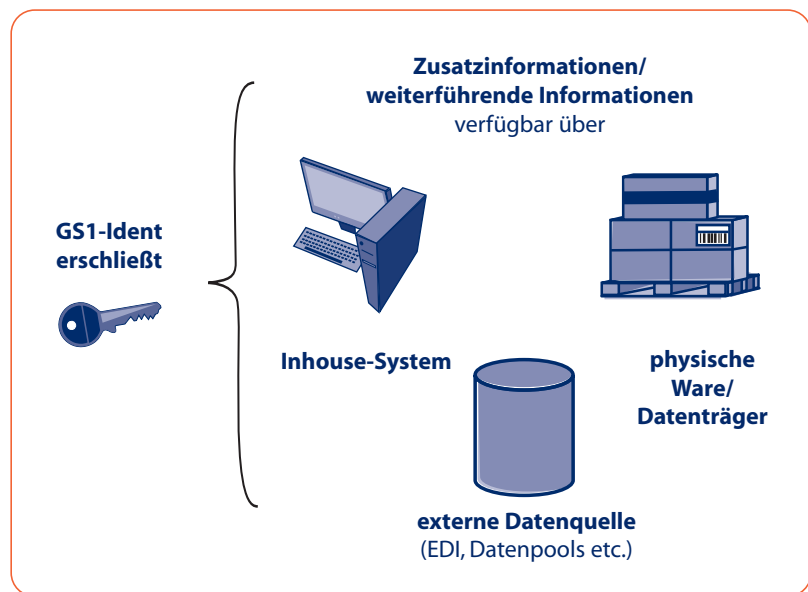 Zusatzinformationen/
weiterführende Informationen
verfügbar über
GS1-Ident
erschließt
Inhouse-System
physische
Ware/
Datenträger
externe Datenquelle
(EDI, Datenpools etc.)